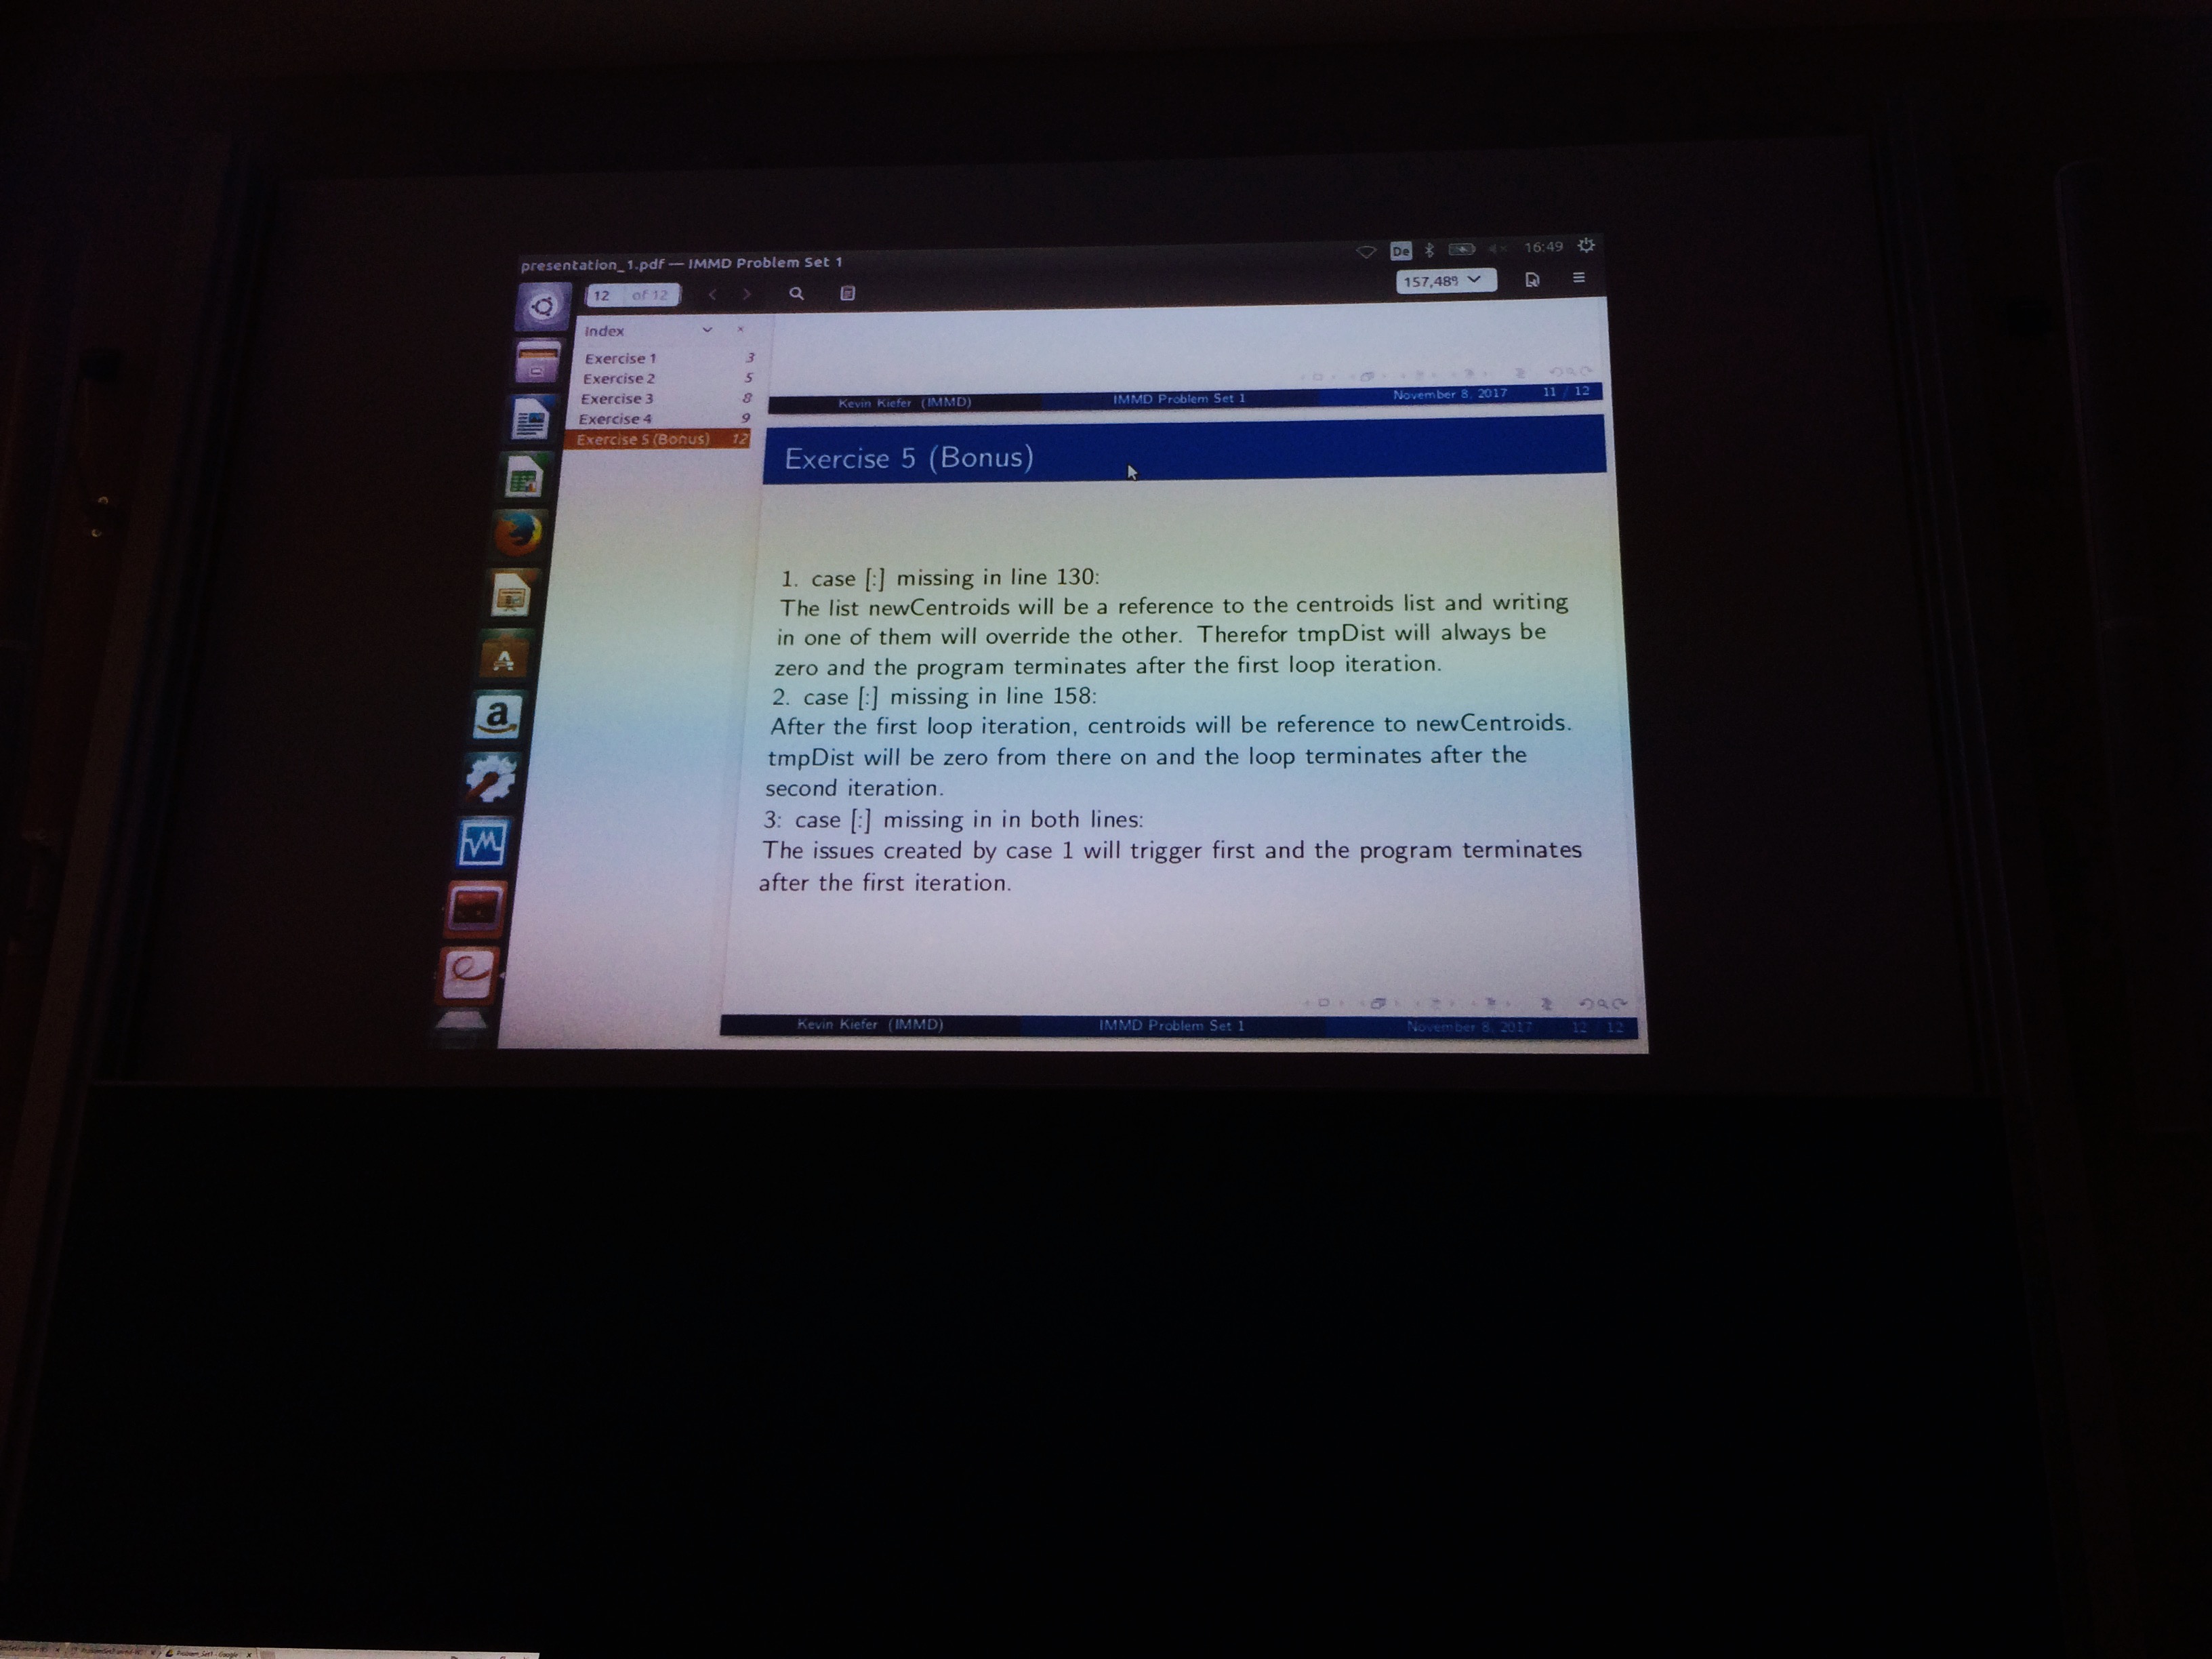 presentation_1.pdf — IMMD Problem Set 1
De
16:49
12 of 12
157,48%
Index
Exercise 1 3
Exercise 2 5
Exercise 3 8
Exercise 4 9
Exercise 5 (Bonus) 12
Kevin Kiefer (IMMD) IMMD Problem Set 1 November 8, 2017 11 / 12
Exercise 5 (Bonus)
1. case [:] missing in line 130:
The list newCentroids will be a reference to the centroids list and writing
in one of them will override the other. Therefor tmpDist will always be
zero and the program terminates after the first loop iteration.
2. case [:] missing in line 158:
After the first loop iteration, centroids will be reference to newCentroids.
tmpDist will be zero from there on and the loop terminates after the
second iteration.
3: case [:] missing in in both lines:
The issues created by case 1 will trigger first and the program terminates
after the first iteration.
Kevin Kiefer (IMMD) IMMD Problem Set 1 November 8, 2017 12 / 12